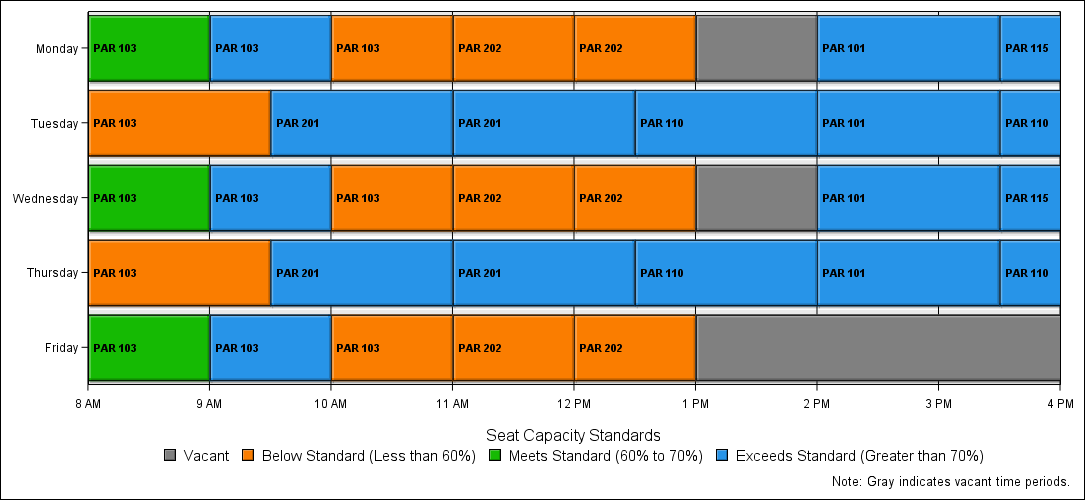 Monday PAR 103 PAR 103 PAR 103 PAR 202 PAR 202 PAR 101 PAR 115
Tuesday PAR 103 PAR 201 PAR 201 PAR 110 PAR 101 PAR 110
Wednesday PAR 103 PAR 103 PAR 103 PAR 202 PAR 202 PAR 101 PAR 115
Thursday PAR 103 PAR 201 PAR 201 PAR 110 PAR 101 PAR 110
Friday PAR 103 PAR 103 PAR 103 PAR 202 PAR 202
8 AM 9 AM 10 AM 11 AM 12 PM 1 PM 2 PM 3 PM 4 PM
Seat Capacity Standards
Vacant Below Standard (Less than 60%) Meets Standard (60% to 70%) Exceeds Standard (Greater than 70%)
Note: Gray indicates vacant time periods.